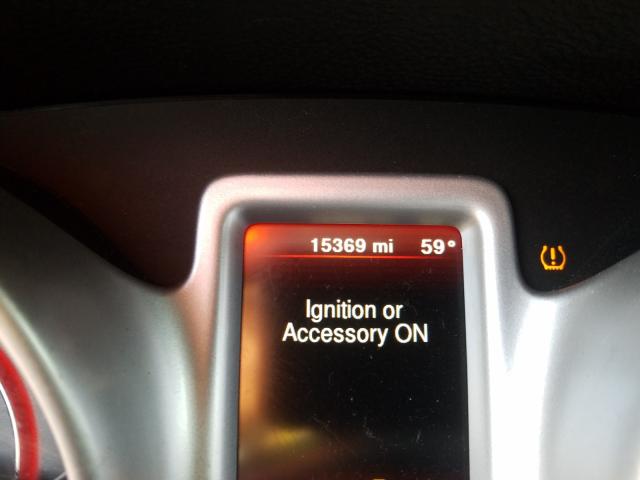 15369 mi 59°
Ignition or
Accessory ON